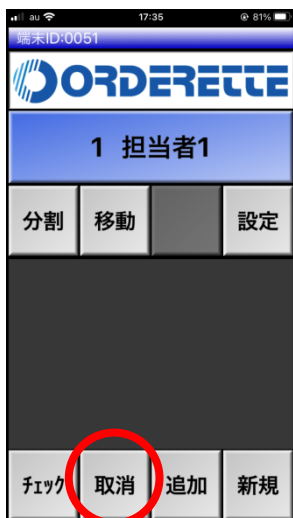 au 17:35 81%
端末ID:0051
ORDERETTE
1 担当者1
分割 移動 設定
ﾁｪｯｸ 取消 追加 新規